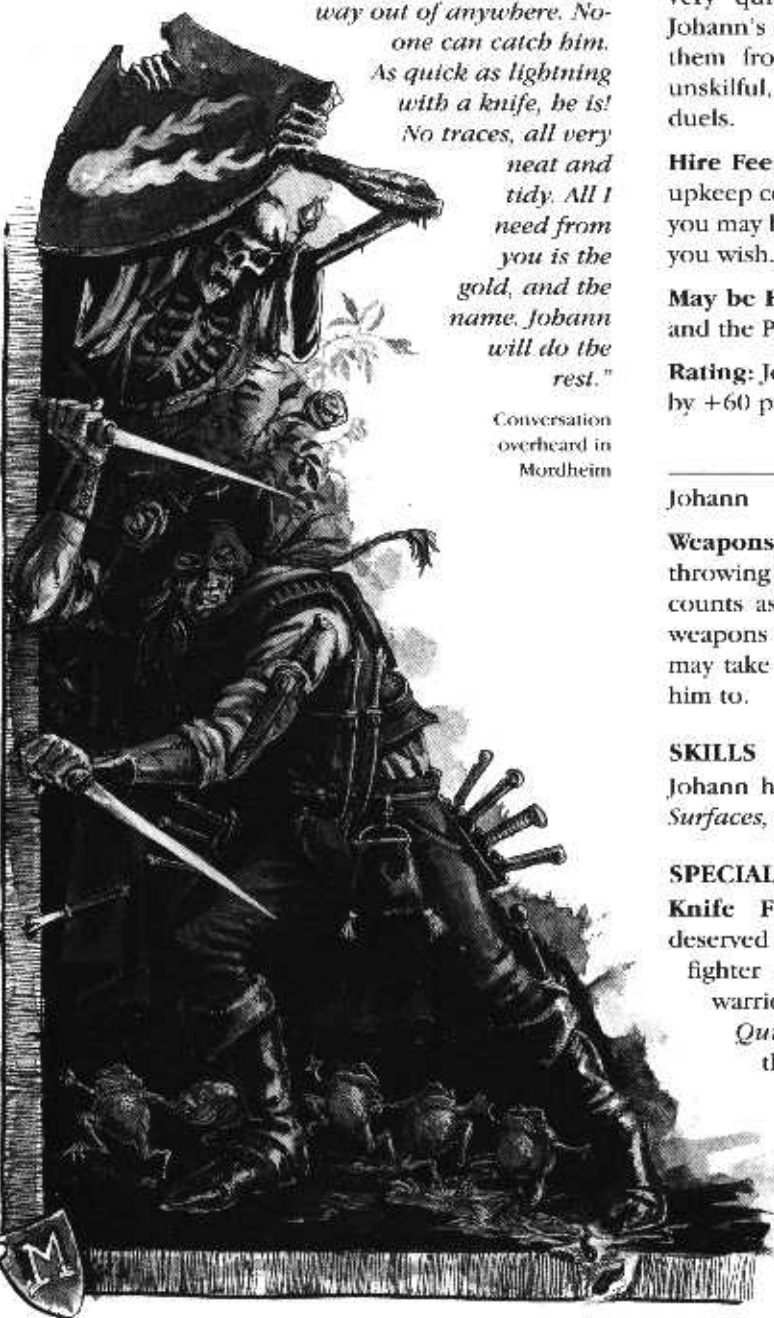 way out of anywhere. No-
one can catch him.
As quick as lightning
with a knife, he is!
No traces, all very
neat and
tidy. All I
need from
you is the
gold, and the
name. Johann
will do the
rest."
Conversation
overheard in
Mordheim
very qui
Johann's
them fro
unskilful,
duels.
Hire Fee
upkeep co
you may h
you wish.
May be H
and the P
Rating: Jo
by +60 p
Johann
Weapons
throwing
counts as
weapons
may take
him to.
SKILLS
Johann h
Surfaces,
SPECIAL
Knife F
deserved
fighter
warrio
Qui
th
M